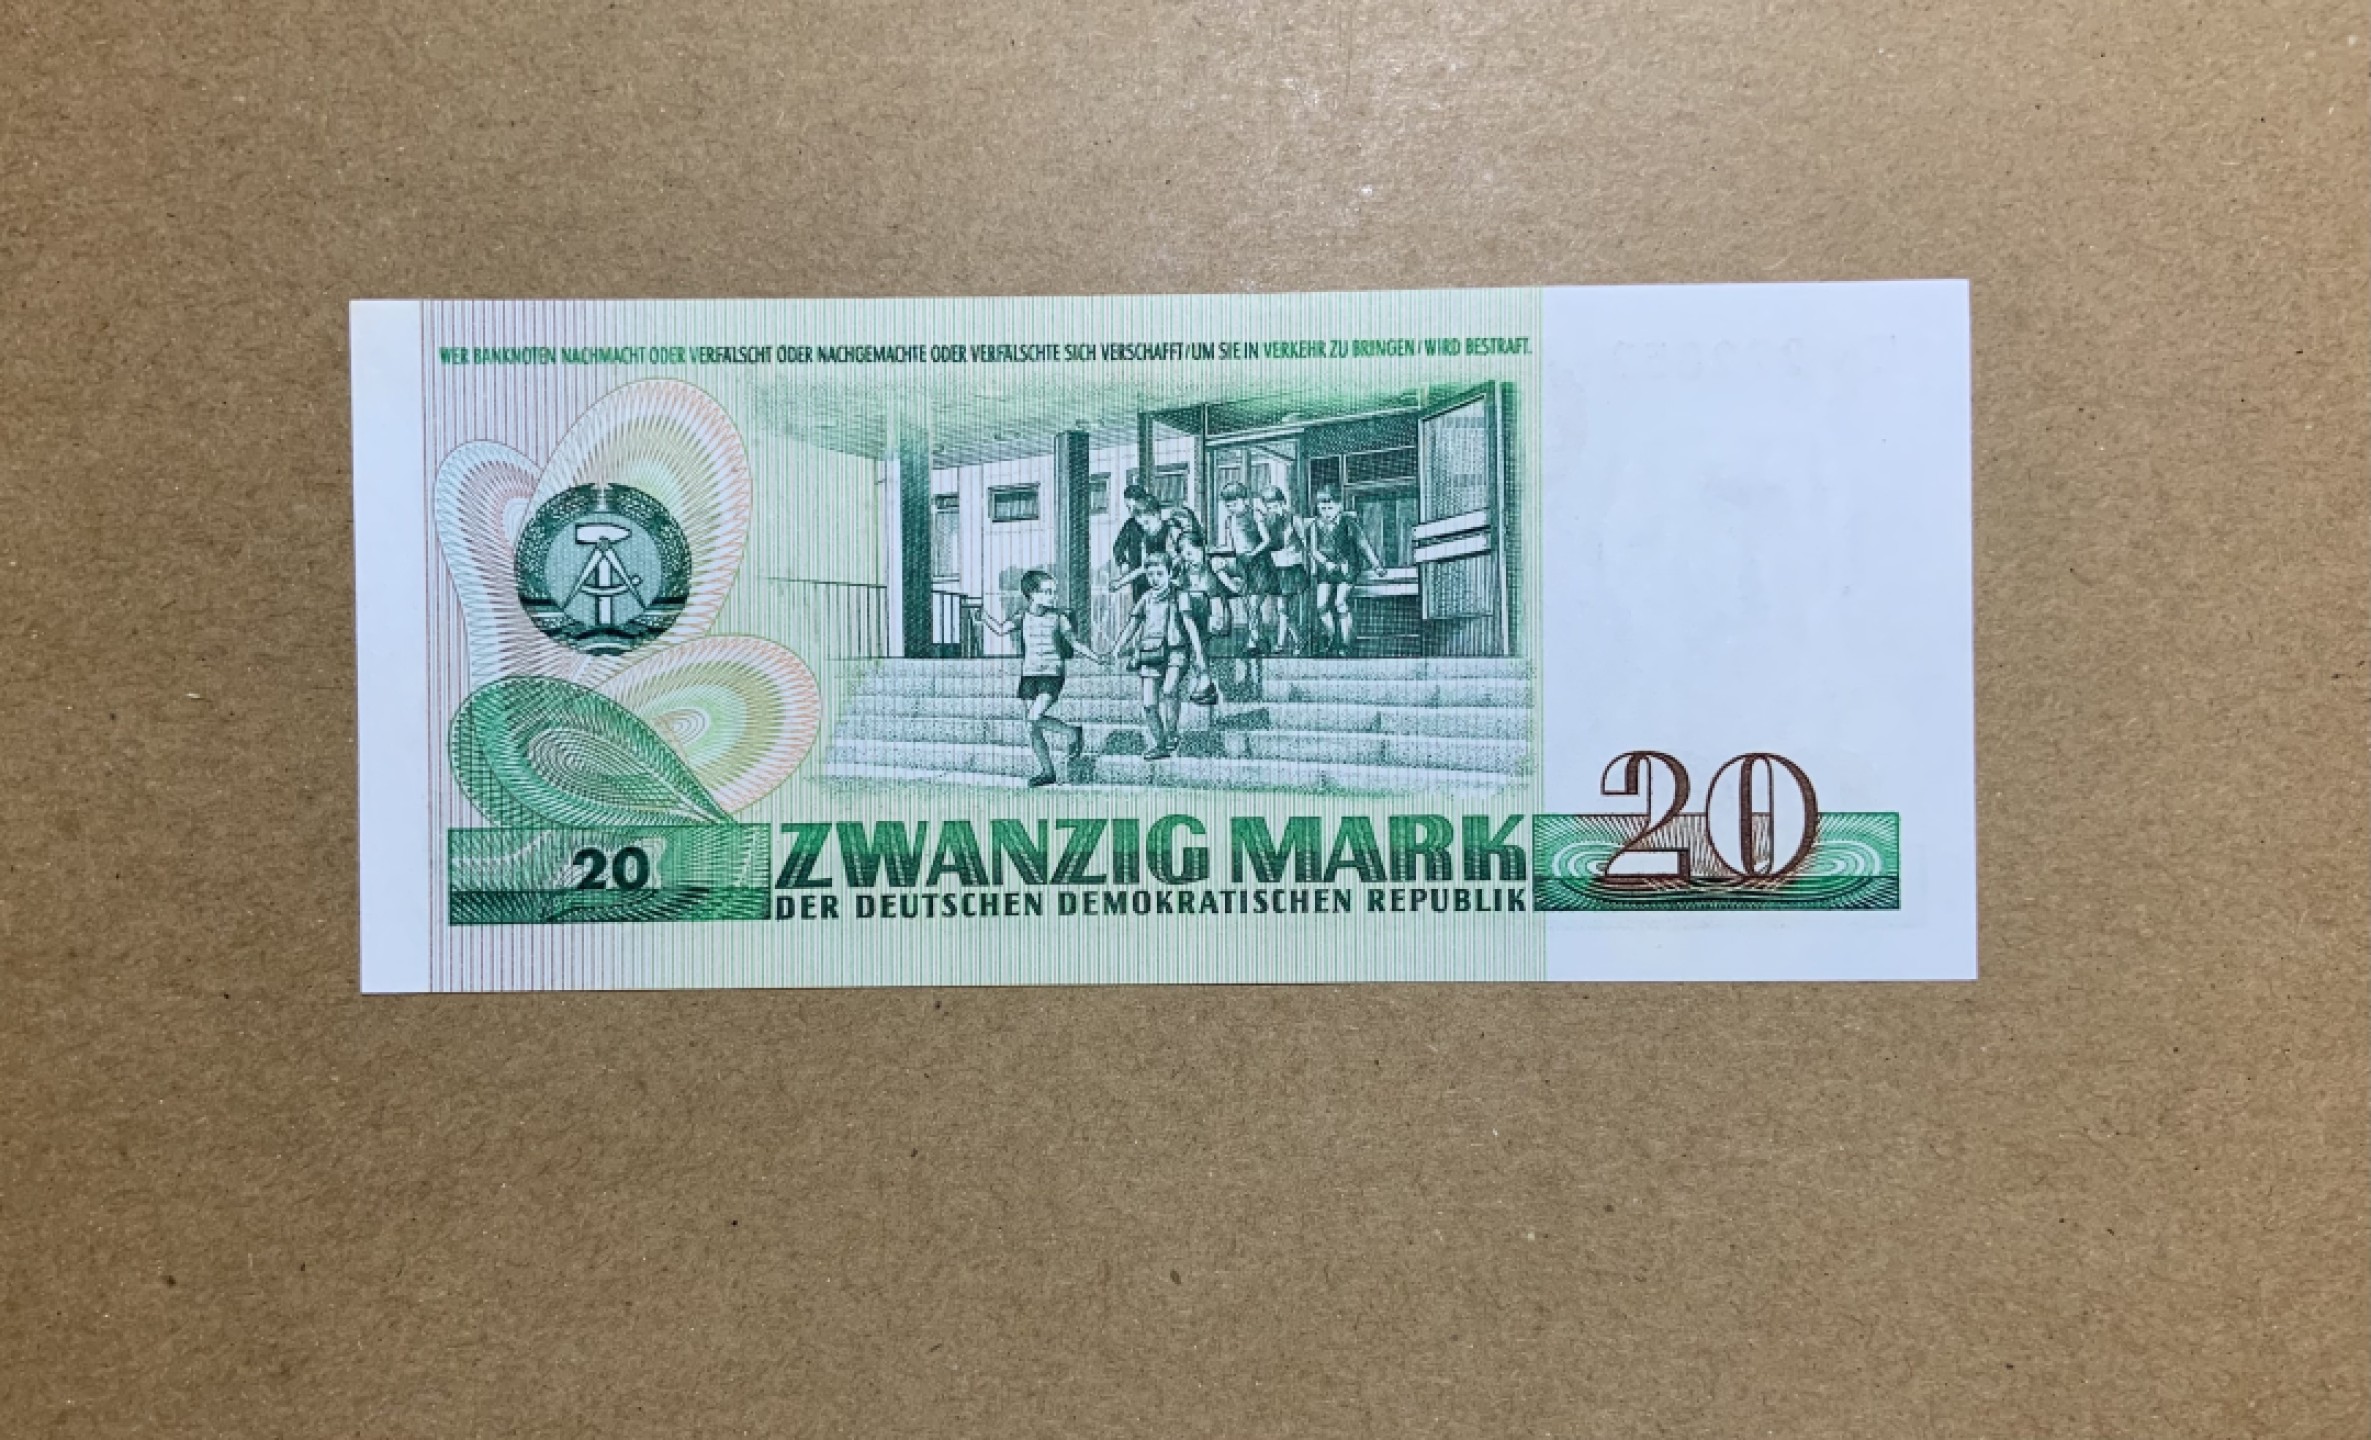 WER BANKNOTEN NACHMACHT ODER VERFÄLSCHT ODER NACHGEMACHTE ODER VERFÄLSCHTE SICH VERSCHAFFT/UM SIE IN VERKEHR ZU BRINGEN/WIRD BESTRAFT.
20
ZWANZIG MARK
DER DEUTSCHEN DEMOKRATISCHEN REPUBLIK
20